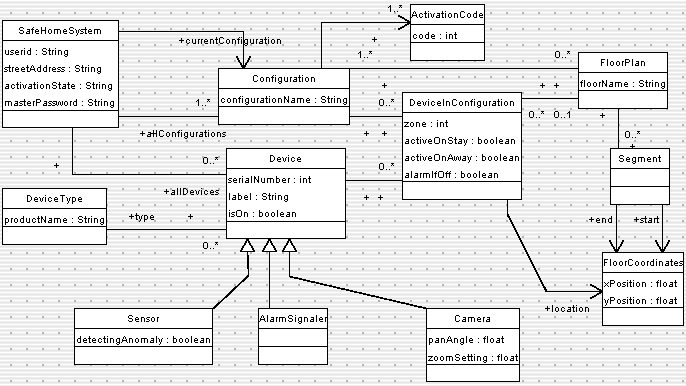 SafeHomeSystem
userid : String
streetAddress : String
activationState : String
masterPassword : String
+currentConfiguration
1..*
ActivationCode
code : int
+
1..*
0..*
FloorPlan
floorName : String
Configuration
configurationName : String
1..*
+allConfigurations
+
0..*
+ +
DeviceInConfiguration
zone : int
activeOnStay : boolean
activeOnAway : boolean
alarmIfOff : boolean
+ +
0..* 0..1
+
0..*
Segment
+
0..*
+allDevices
Device
serialNumber : int
label : String
isOn : boolean
0..*
+ +
DeviceType
productName : String
+type
+
0..*
+end
+start
FloorCoordinates
xPosition : float
yPosition : float
+location
Sensor
detectingAnomaly : boolean
AlarmSignaler
Camera
panAngle : float
zoomSetting : float